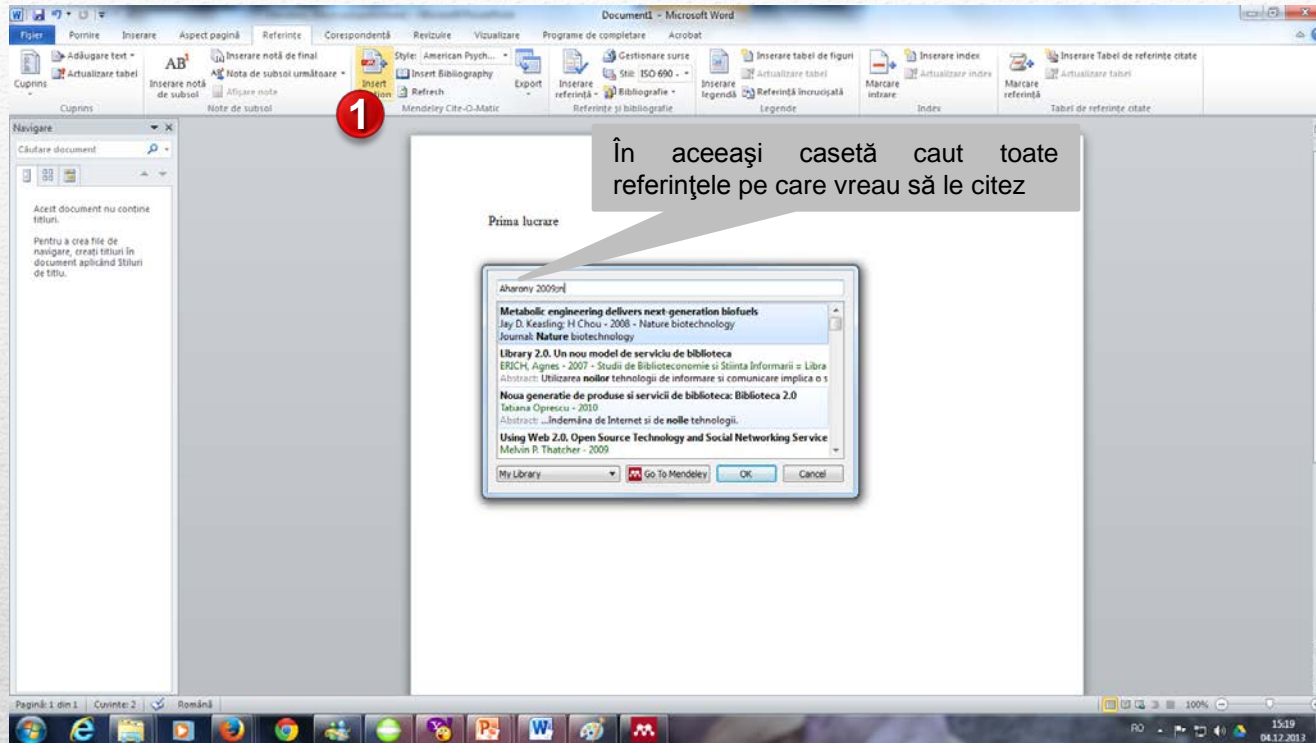 Document1 - Microsoft Word
Fișier Pornire Inserare Aspect pagină Referințe Corespondență Revizuire Vizualizare Programe de completare Acrobat
Cuprins
Adăugare text
Actualizare tabel
Cuprins
AB¹
Inserare notă de subsol
Inserare notă de final
Nota de subsol următoare
Afișare note
Note de subsol
Insert
Style: American Psych...
Insert Bibliography
Refresh
Export
Mendeley Cite-O-Matic
Inserare referință
Gestionare surse
Stil: ISO 690 -
Bibliografie
Referințe și bibliografie
Inserare legendă
Inserare tabel de figuri
Actualizare tabel
Referință încrucișată
Legende
Marcare intrare
Inserare index
Actualizare index
Index
Marcare referință
Inserare Tabel de referințe citate
Actualizare tabel
Tabel de referințe citate
1
Navigare
Căutare document
Acest document nu conține
titluri.
Pentru a crea file de
navigare, creați titluri în
document aplicând Stiluri
de titlu.
În aceeaşi casetă caut toate
referinţele pe care vreau să le citez
Prima lucrare
Metabolic engineering delivers next-generation biofuels
Jay D. Keasling; H Chou - 2008 - Nature biotechnology
Journal: Nature biotechnology
Library 2.0. Un nou model de serviciu de biblioteca
ERICH, Agnes - 2007 - Studii de Biblioteconomie si Stiinta Informarii = Libra
Abstract: Utilizarea noilor tehnologii de informare si comunicare implica o s
Noua generatie de produse si servicii de biblioteca: Biblioteca 2.0
Tatiana Oprescu - 2010
Abstract: ...îndemâna de Internet si de noile tehnologii.
Using Web 2.0. Open Source Technology and Social Networking Service
Melvin P. Thatcher - 2009
My Library Go To Mendeley OK Cancel
Pagină: 1 din 1 Cuvinte: 2 Română 100%
RO 15:19
04.12.2013